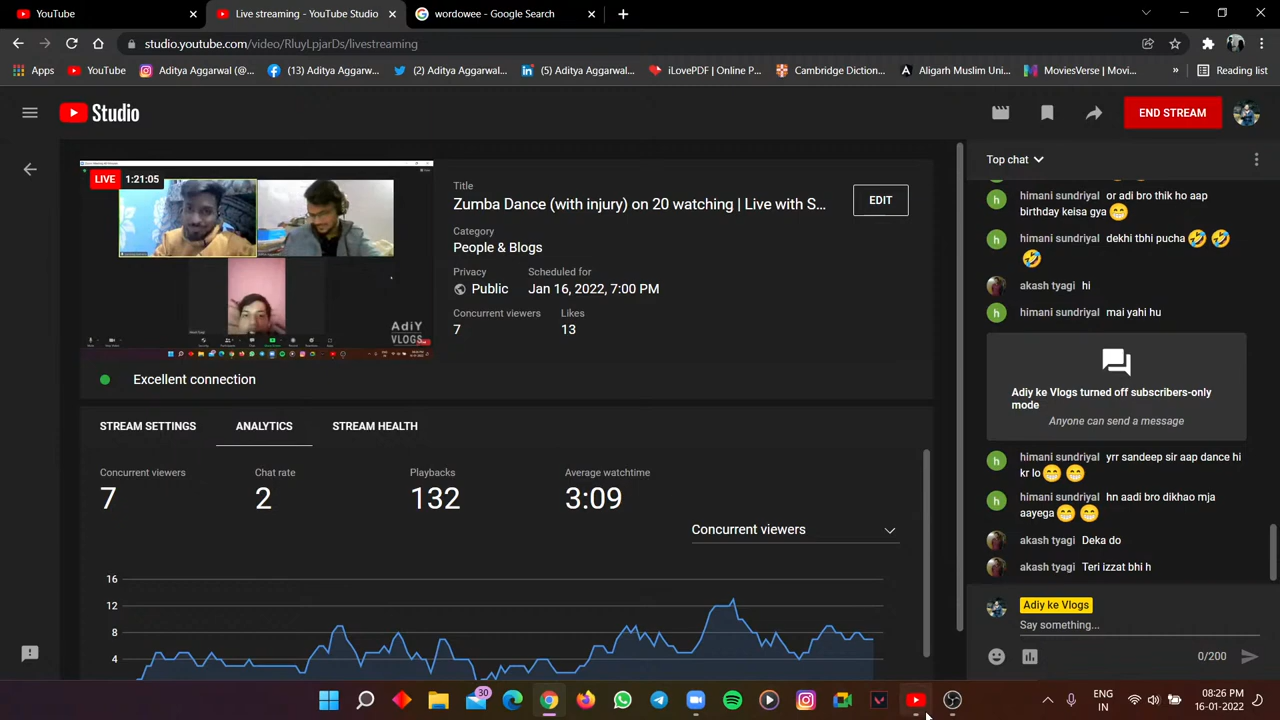 YouTube
Live streaming - YouTube Studio
wordowee - Google Search
studio.youtube.com/video/RluyLpjarDs/livestreaming
Apps
YouTube
Aditya Aggarwal (@...
(13) Aditya Aggarw...
(2) Aditya Aggarwal...
(5) Aditya Aggarwal...
iLovePDF | Online P...
Cambridge Diction...
Aligarh Muslim Uni...
MoviesVerse | Movi...
»
Reading list
Studio
END STREAM
LIVE 1:21:05
AdiY
VLOGS
Title
Zumba Dance (with injury) on 20 watching | Live with S...
EDIT
Category
People & Blogs
Privacy
Public
Scheduled for
Jan 16, 2022, 7:00 PM
Concurrent viewers
7
Likes
13
Excellent connection
STREAM SETTINGS
ANALYTICS
STREAM HEALTH
Concurrent viewers
7
Chat rate
2
Playbacks
132
Average watchtime
3:09
Concurrent viewers
16
12
8
4
Top chat
himani sundriyal or adi bro thik ho aap
birthday keisa gya 😁
himani sundriyal dekhi tbhi pucha 🤣 🤣
🤣
akash tyagi hi
himani sundriyal mai yahi hu
Adiy ke Vlogs turned off subscribers-only
mode
Anyone can send a message
himani sundriyal yrr sandeep sir aap dance hi
kr lo 😁 😁
himani sundriyal hn aadi bro dikhao mja
aayega 😁 😁
akash tyagi Deka do
akash tyagi Teri izzat bhi h
Adiy ke Vlogs
Say something...
0/200
30
ENG
IN
08:26 PM
16-01-2022